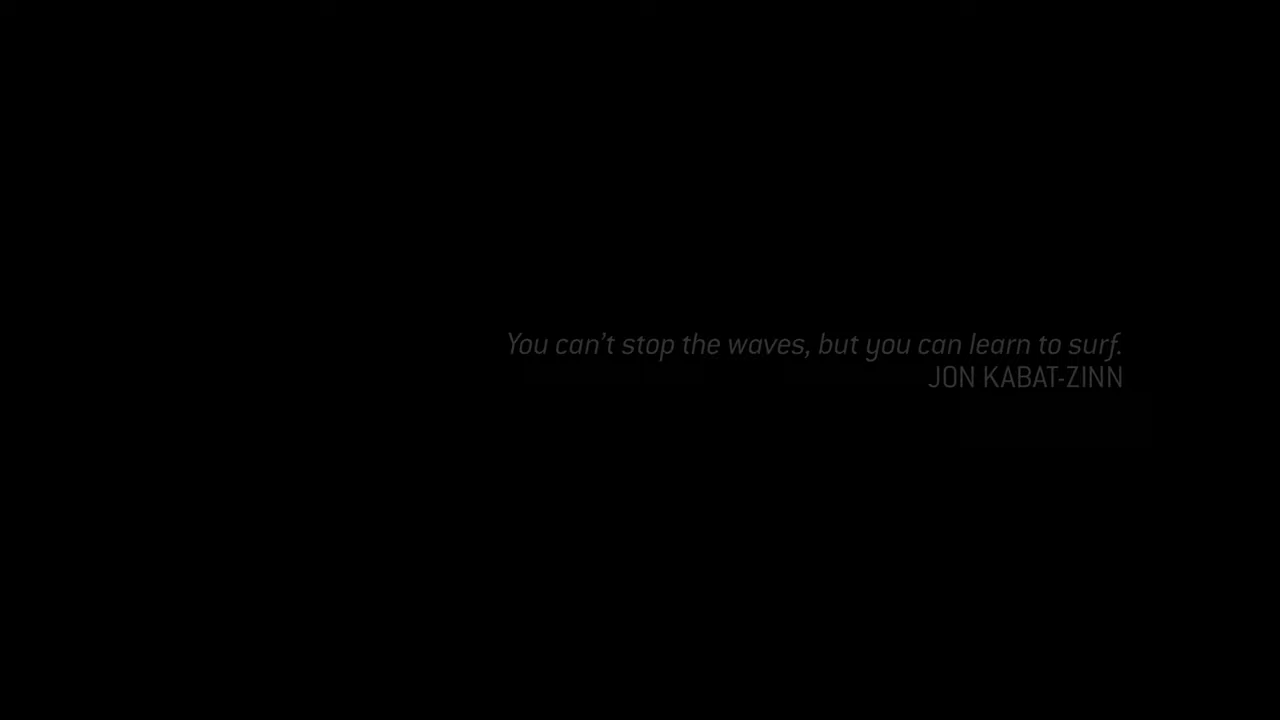 You can’t stop the waves, but you can learn to surf.
JON KABAT-ZINN